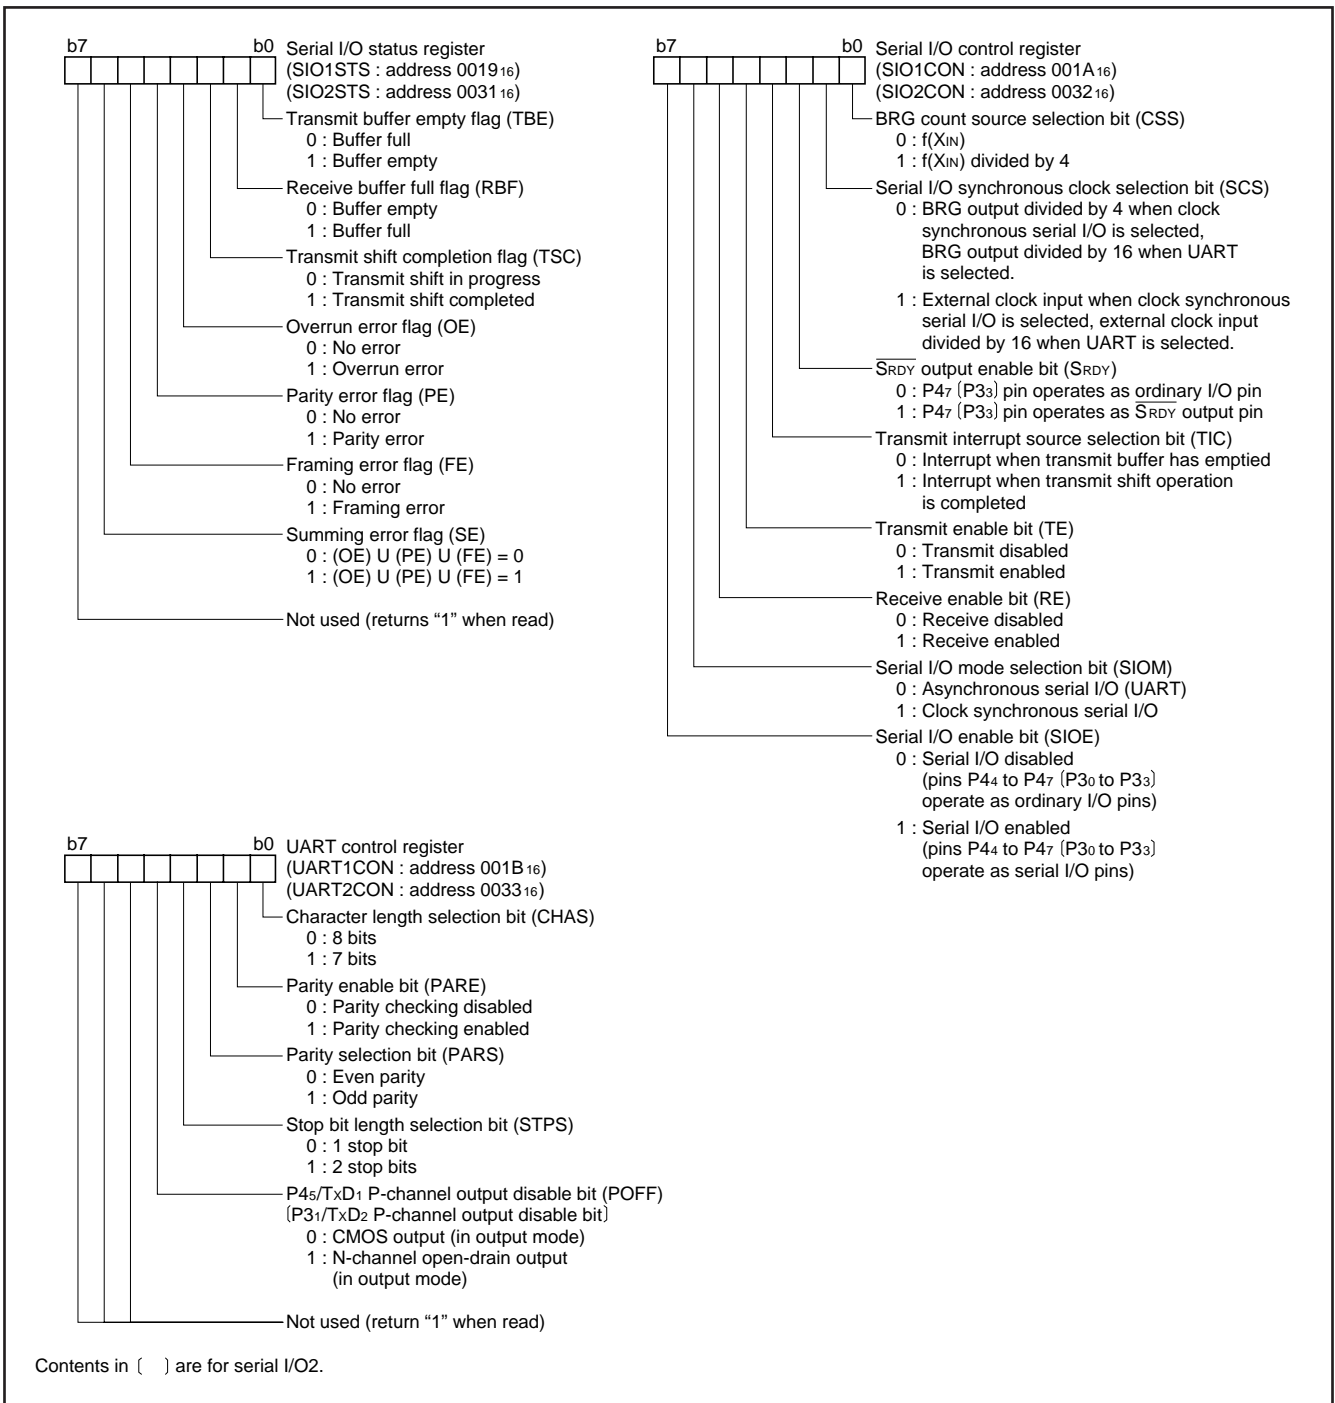 b7 b0 Serial I/O status register
(SIO1STS : address 001916)
(SIO2STS : address 003116)
Transmit buffer empty flag (TBE)
0 : Buffer full
1 : Buffer empty
Receive buffer full flag (RBF)
0 : Buffer empty
1 : Buffer full
Transmit shift completion flag (TSC)
0 : Transmit shift in progress
1 : Transmit shift completed
Overrun error flag (OE)
0 : No error
1 : Overrun error
Parity error flag (PE)
0 : No error
1 : Parity error
Framing error flag (FE)
0 : No error
1 : Framing error
Summing error flag (SE)
0 : (OE) U (PE) U (FE) = 0
1 : (OE) U (PE) U (FE) = 1
Not used (returns “1” when read)
b7 b0 Serial I/O control register
(SIO1CON : address 001A16)
(SIO2CON : address 003216)
BRG count source selection bit (CSS)
0 : f(XIN)
1 : f(XIN) divided by 4
Serial I/O synchronous clock selection bit (SCS)
0 : BRG output divided by 4 when clock
synchronous serial I/O is selected,
BRG output divided by 16 when UART
is selected.
1 : External clock input when clock synchronous
serial I/O is selected, external clock input
divided by 16 when UART is selected.
SRDY output enable bit (SRDY)
0 : P47 [P33] pin operates as ordinary I/O pin
1 : P47 [P33] pin operates as SRDY output pin
Transmit interrupt source selection bit (TIC)
0 : Interrupt when transmit buffer has emptied
1 : Interrupt when transmit shift operation
is completed
Transmit enable bit (TE)
0 : Transmit disabled
1 : Transmit enabled
Receive enable bit (RE)
0 : Receive disabled
1 : Receive enabled
Serial I/O mode selection bit (SIOM)
0 : Asynchronous serial I/O (UART)
1 : Clock synchronous serial I/O
Serial I/O enable bit (SIOE)
0 : Serial I/O disabled
(pins P44 to P47 [P30 to P33]
operate as ordinary I/O pins)
1 : Serial I/O enabled
(pins P44 to P47 [P30 to P33]
operate as serial I/O pins)
b7 b0 UART control register
(UART1CON : address 001B16)
(UART2CON : address 003316)
Character length selection bit (CHAS)
0 : 8 bits
1 : 7 bits
Parity enable bit (PARE)
0 : Parity checking disabled
1 : Parity checking enabled
Parity selection bit (PARS)
0 : Even parity
1 : Odd parity
Stop bit length selection bit (STPS)
0 : 1 stop bit
1 : 2 stop bits
P45/TXD1 P-channel output disable bit (POFF)
[P31/TXD2 P-channel output disable bit]
0 : CMOS output (in output mode)
1 : N-channel open-drain output
(in output mode)
Not used (return “1” when read)
Contents in [ ] are for serial I/O2.